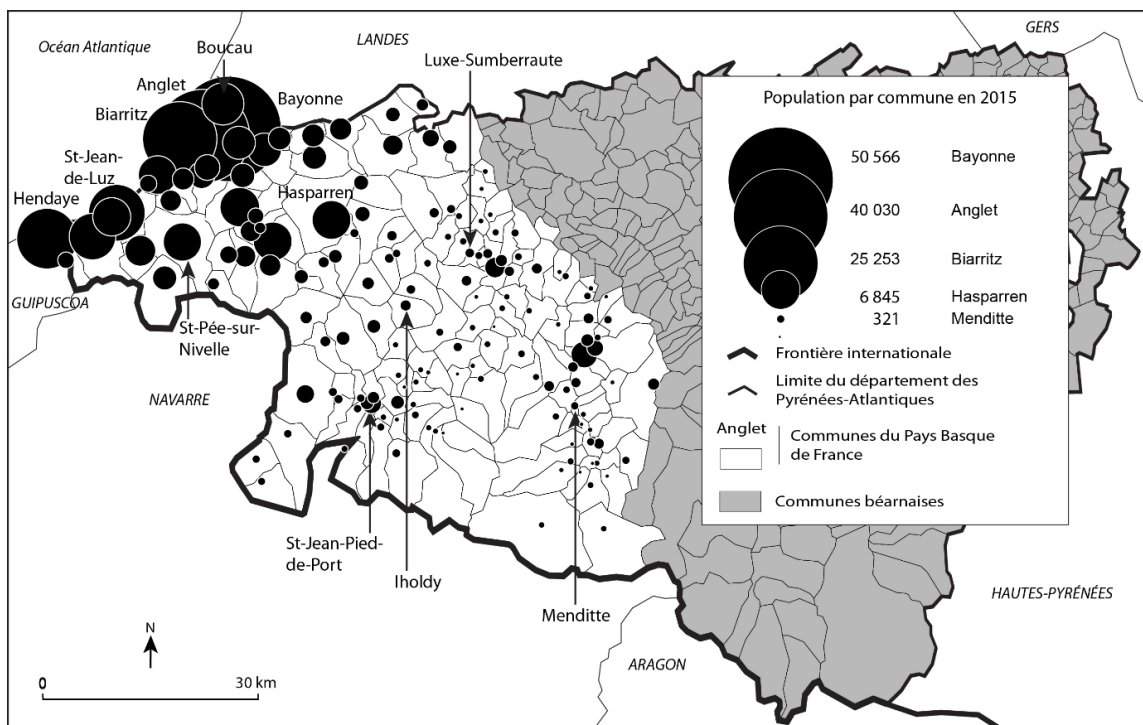 Océan Atlantique
Boucau
LANDES
GERS
Luxe-Sumberraute
Anglet
Biarritz
Bayonne
St-Jean-
de-Luz
Hendaye
Hasparren
GUIPUSCOA
St-Pée-sur-
Nivelle
NAVARRE
St-Jean-Pied-
de-Port
Iholdy
Menditte
ARAGON
HAUTES-PYRÉNÉES
N
0 30 km
Population par commune en 2015
50 566 Bayonne
40 030 Anglet
25 253 Biarritz
6 845 Hasparren
321 Menditte
Frontière internationale
Limite du département des
Pyrénées-Atlantiques
Anglet
Communes du Pays Basque
de France
Communes béarnaises